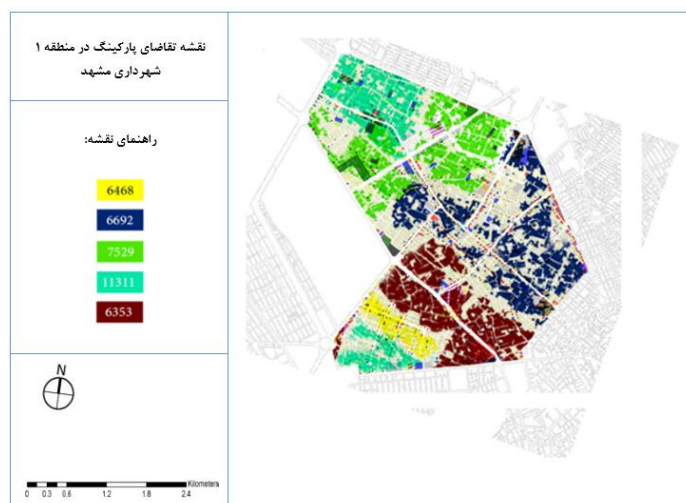 نقشه تقاضای پارکینگ در منطقه ۱
شهرداری مشهد
راهنمای نقشه:
6468
6692
7529
11311
6353
N
Kilometers
0 0.3 0.6 1.2 1.8 2.4